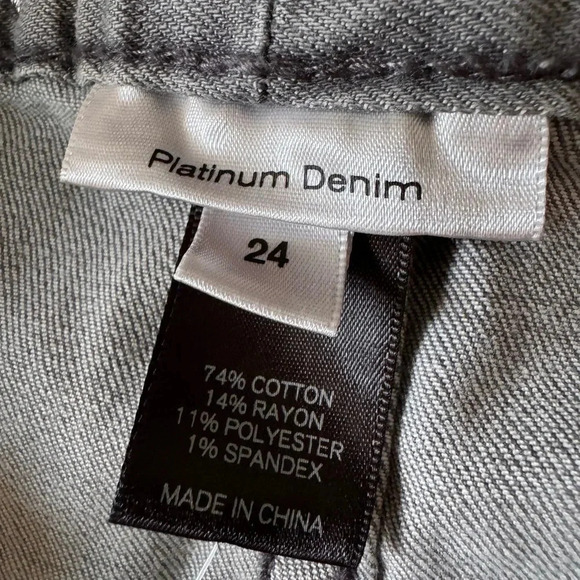 Platinum Denim
24
74% COTTON
14% RAYON
11% POLYESTER
1% SPANDEX
MADE IN CHINA